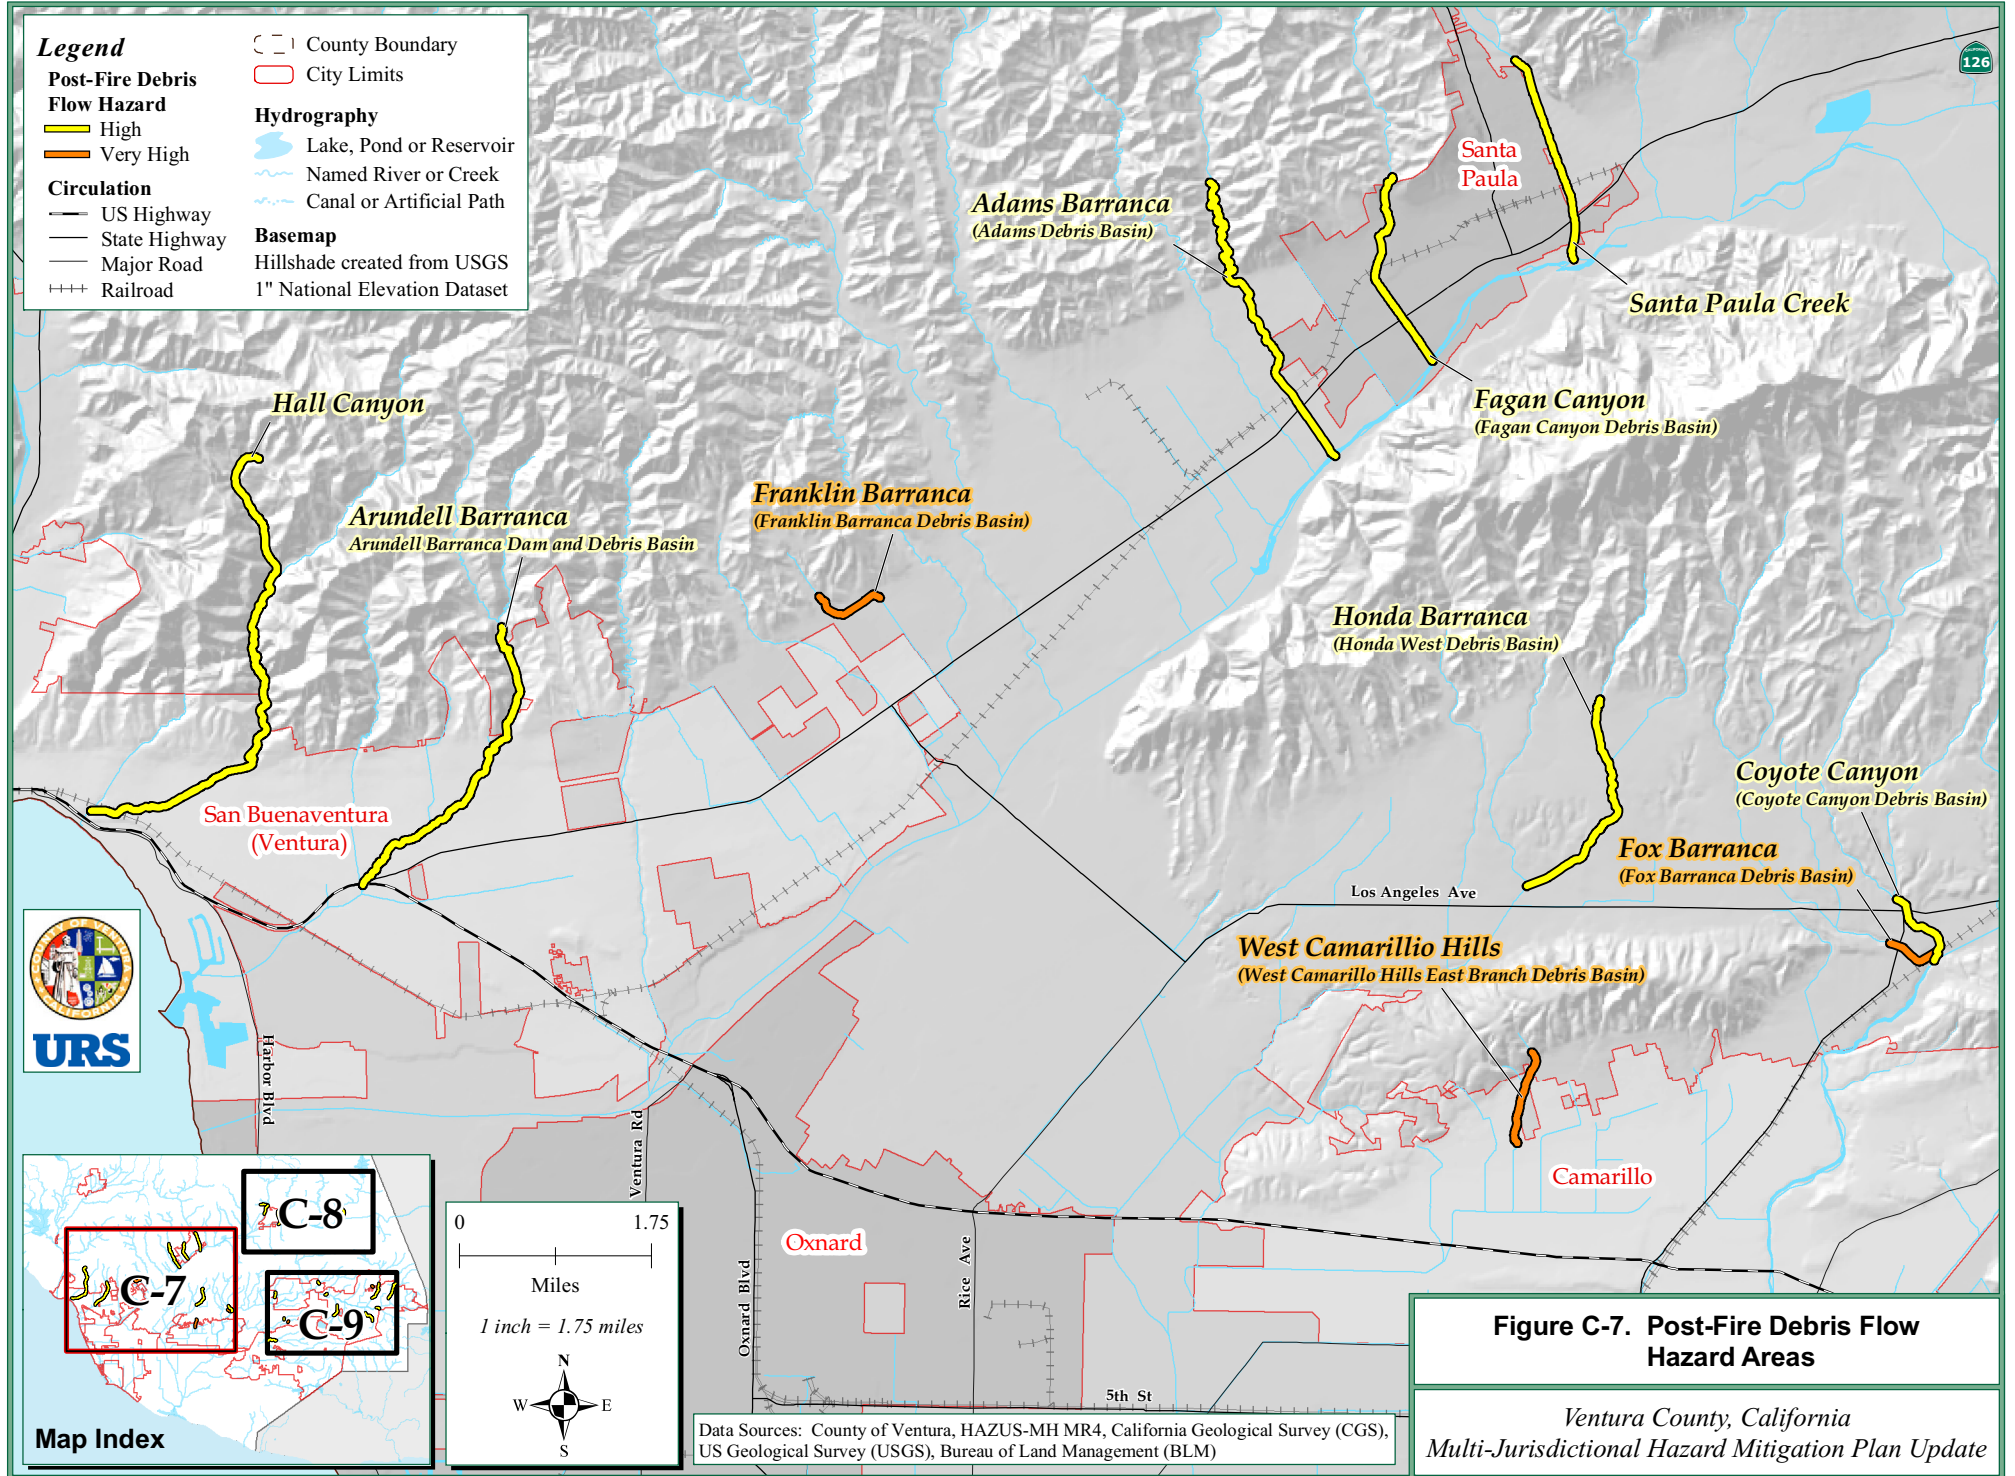 Legend
Post-Fire Debris
Flow Hazard
High
Very High
Circulation
US Highway
State Highway
Major Road
Railroad
County Boundary
City Limits
Hydrography
Lake, Pond or Reservoir
Named River or Creek
Canal or Artificial Path
Basemap
Hillshade created from USGS
1" National Elevation Dataset
CALIFORNIA
126
Santa
Paula
Adams Barranca
(Adams Debris Basin)
Santa Paula Creek
Fagan Canyon
(Fagan Canyon Debris Basin)
Hall Canyon
Arundell Barranca
Arundell Barranca Dam and Debris Basin
Franklin Barranca
(Franklin Barranca Debris Basin)
Honda Barranca
(Honda West Debris Basin)
Coyote Canyon
(Coyote Canyon Debris Basin)
Fox Barranca
(Fox Barranca Debris Basin)
San Buenaventura
(Ventura)
Los Angeles Ave
West Camarillio Hills
(West Camarillo Hills East Branch Debris Basin)
COUNTY OF VENTURA
CALIFORNIA
URS
Harbor Blvd
Ventura Rd
Oxnard Blvd
Rice Ave
5th St
Oxnard
Camarillo
C-8
C-7
C-9
Map Index
0 1.75
Miles
1 inch = 1.75 miles
N
W E
S
Data Sources: County of Ventura, HAZUS-MH MR4, California Geological Survey (CGS),
US Geological Survey (USGS), Bureau of Land Management (BLM)
Figure C-7. Post-Fire Debris Flow
Hazard Areas
Ventura County, California
Multi-Jurisdictional Hazard Mitigation Plan Update